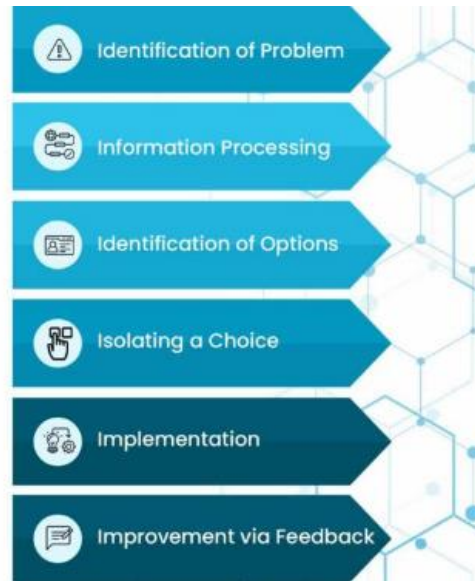 Identification of Problem
Information Processing
Identification of Options
Isolating a Choice
Implementation
Improvement via Feedback